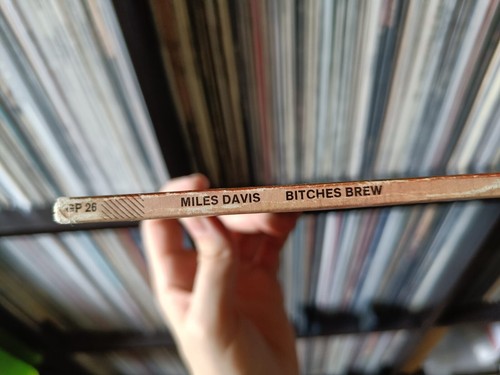 GP 26 MILES DAVIS BITCHES BREW